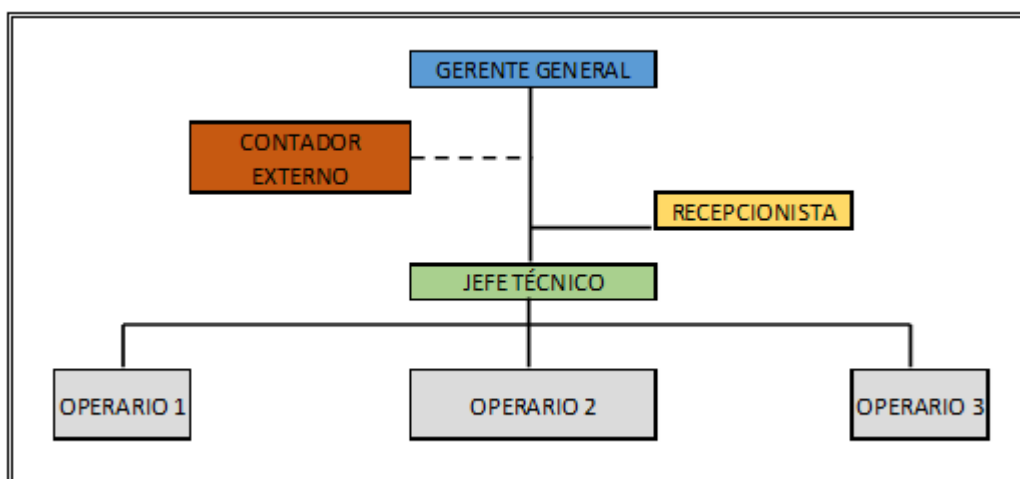 GERENTE GENERAL
CONTADOR
EXTERNO
RECEPCIONISTA
JEFE TÉCNICO
OPERARIO 1
OPERARIO 2
OPERARIO 3